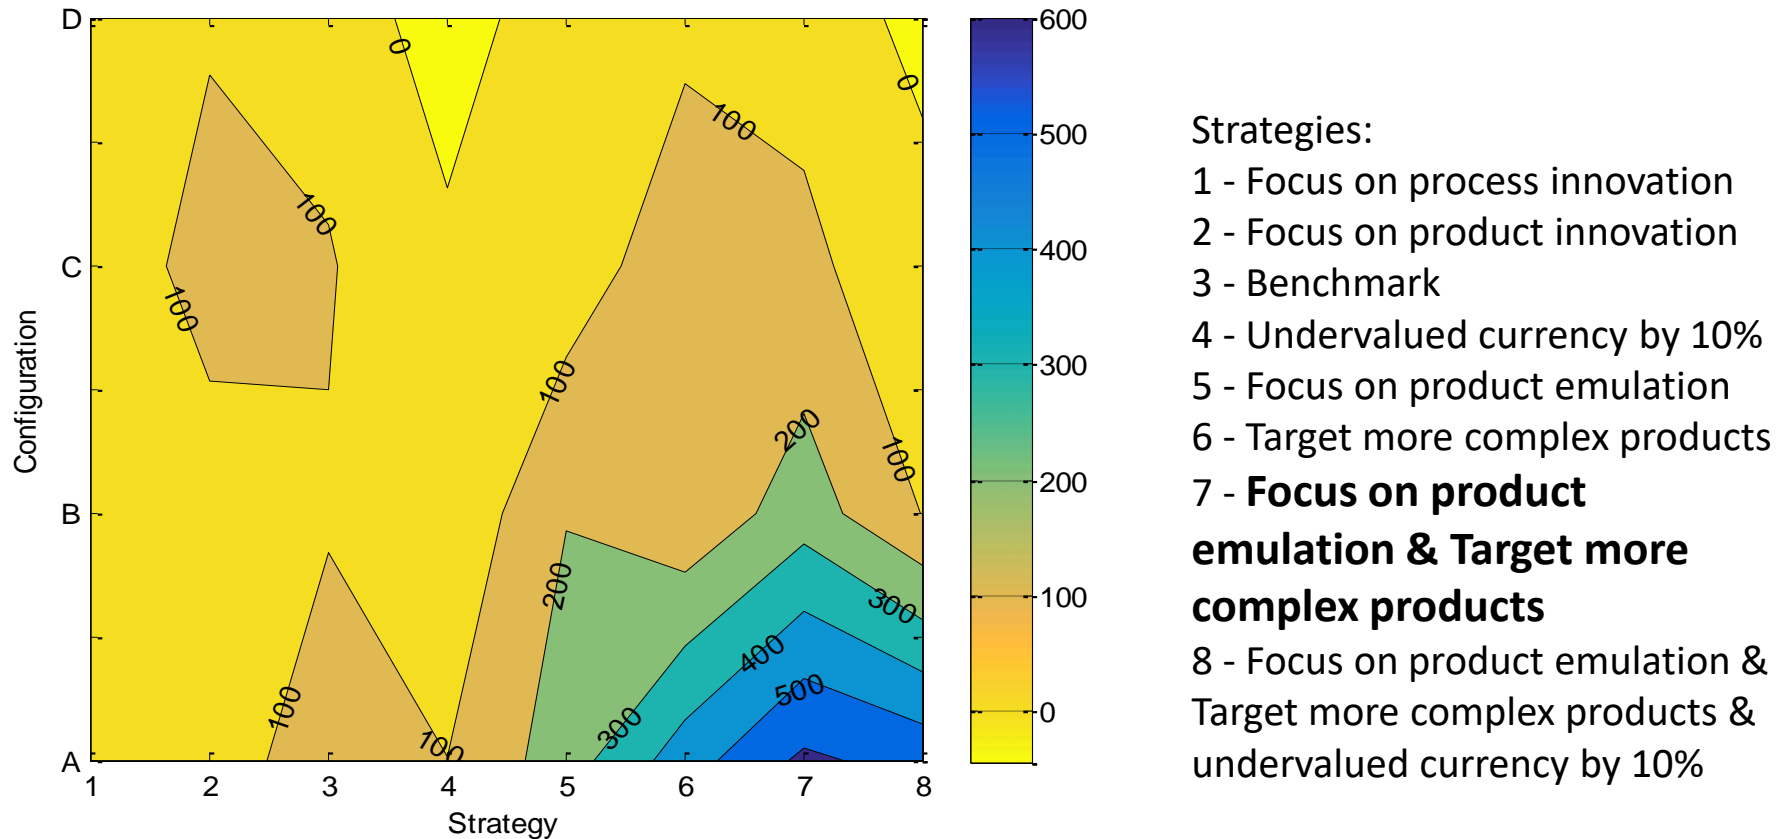 D
C
B
A
Configuration
1 2 3 4 5 6 7 8
Strategy
0
0
100
100
100
100
200
100
100
200
300
400
500
300
100
100
600
500
400
300
200
100
0
Strategies:
1 - Focus on process innovation
2 - Focus on product innovation
3 - Benchmark
4 - Undervalued currency by 10%
5 - Focus on product emulation
6 - Target more complex products
7 - Focus on product
emulation & Target more
complex products
8 - Focus on product emulation &
Target more complex products &
undervalued currency by 10%